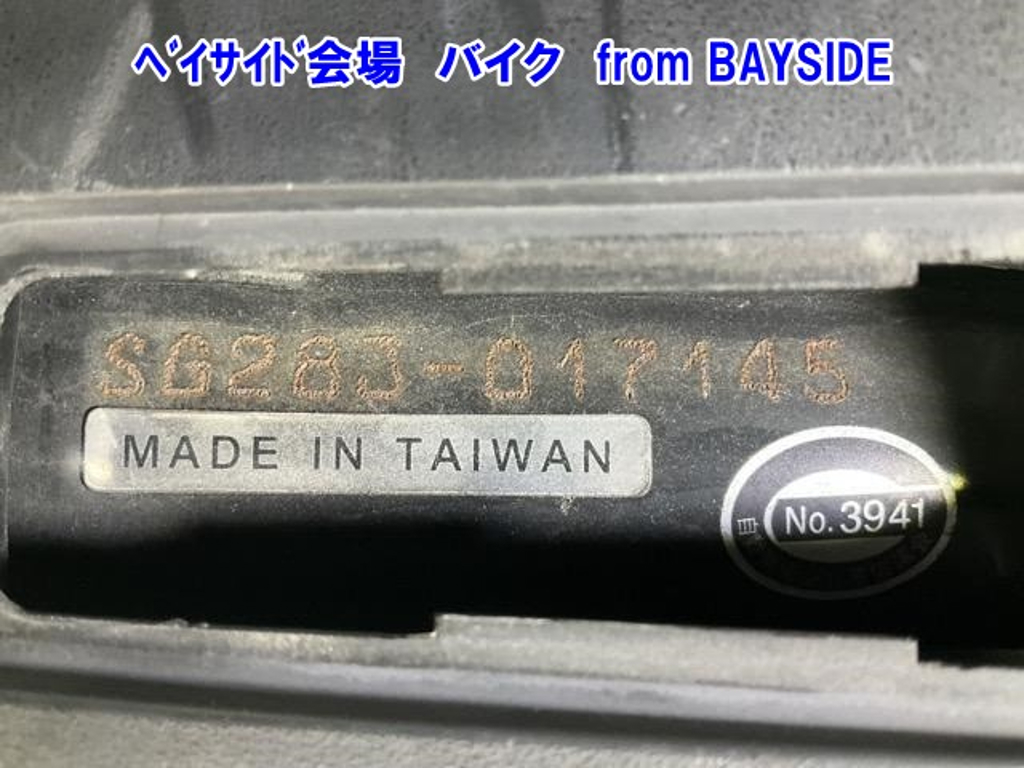 ﾍﾞｲｻｲﾄﾞ会場　バイク　from BAYSIDE
SG28J-017145
MADE IN TAIWAN
No.3941
自